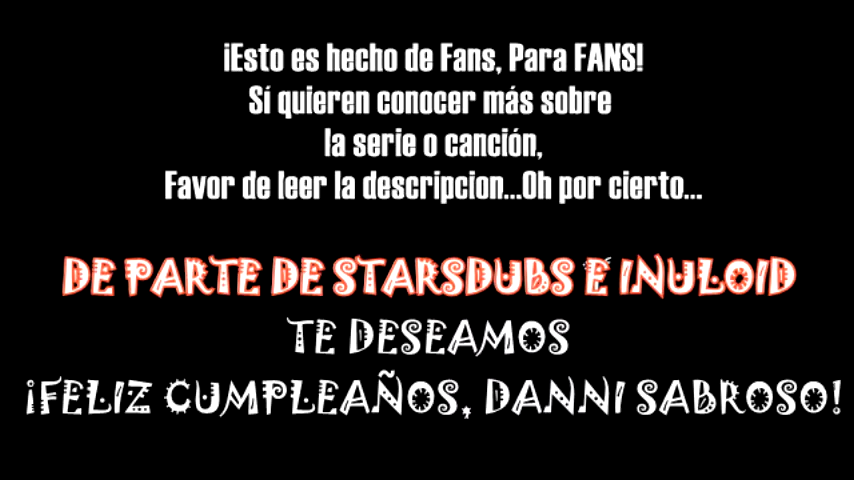 ¡Esto es hecho de Fans, Para FANS!
Sí quieren conocer más sobre
la serie o canción,
Favor de leer la descripcion...Oh por cierto...
DE PARTE DE STARSDUBS E INULOID
TE DESEAMOS
¡FELIZ CUMPLEAÑOS, DANNI SABROSO!